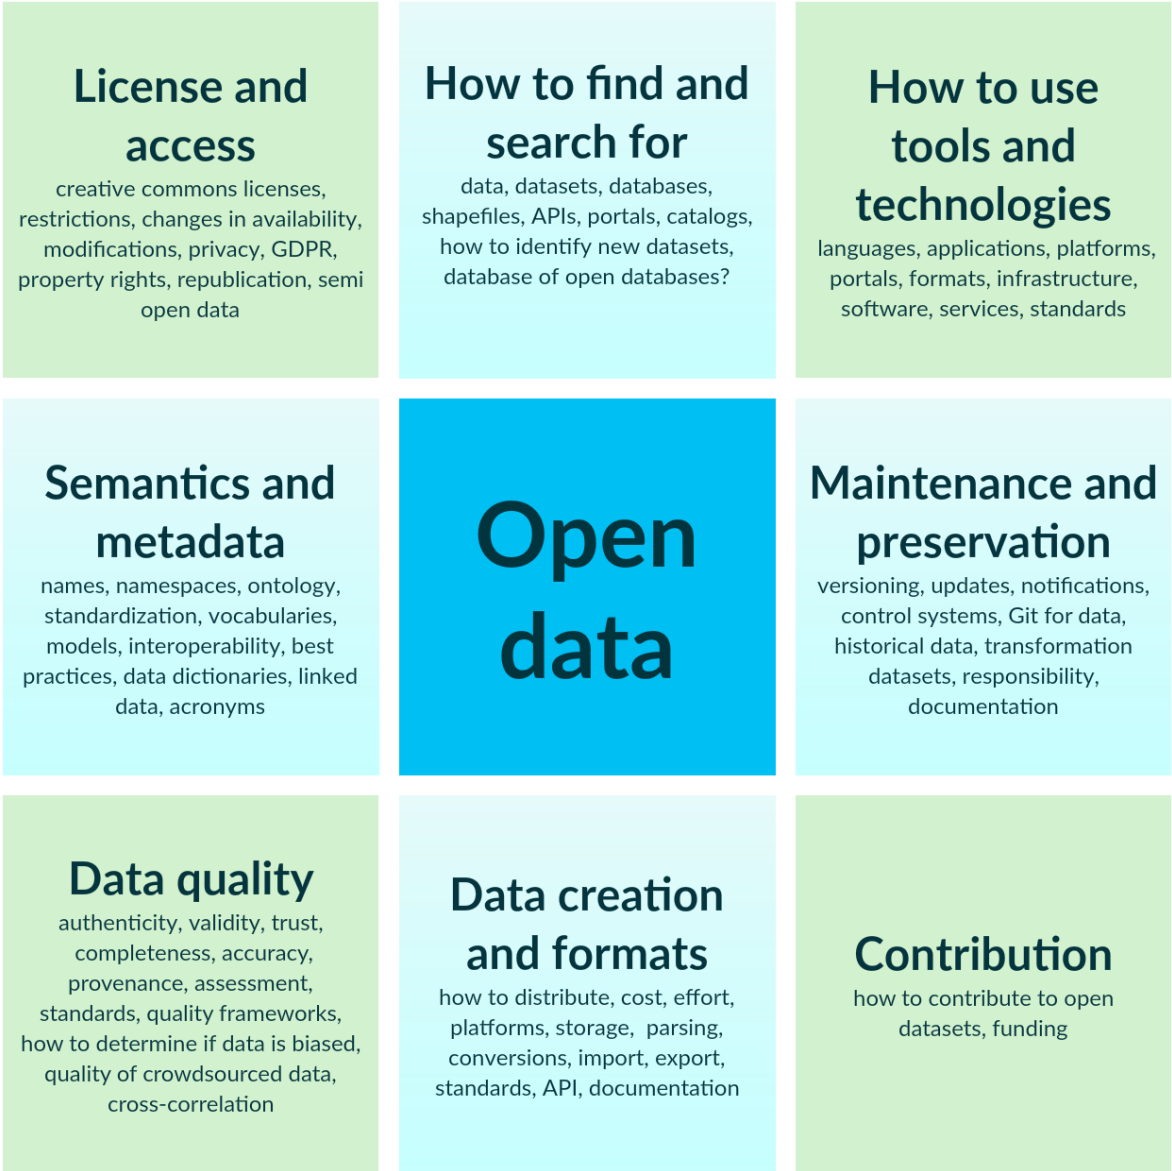 License and
access
creative commons licenses,
restrictions, changes in availability,
modifications, privacy, GDPR,
property rights, republication, semi
open data
How to find and
search for
data, datasets, databases,
shapefiles, APIs, portals, catalogs,
how to identify new datasets,
database of open databases?
How to use
tools and
technologies
languages, applications, platforms,
portals, formats, infrastructure,
software, services, standards
Semantics and
metadata
names, namespaces, ontology,
standardization, vocabularies,
models, interoperability, best
practices, data dictionaries, linked
data, acronyms
Open
data
Maintenance and
preservation
versioning, updates, notifications,
control systems, Git for data,
historical data, transformation
datasets, responsibility,
documentation
Data quality
authenticity, validity, trust,
completeness, accuracy,
provenance, assessment,
standards, quality frameworks,
how to determine if data is biased,
quality of crowdsourced data,
cross-correlation
Data creation
and formats
how to distribute, cost, effort,
platforms, storage,  parsing,
conversions, import, export,
standards, API, documentation
Contribution
how to contribute to open
datasets, funding